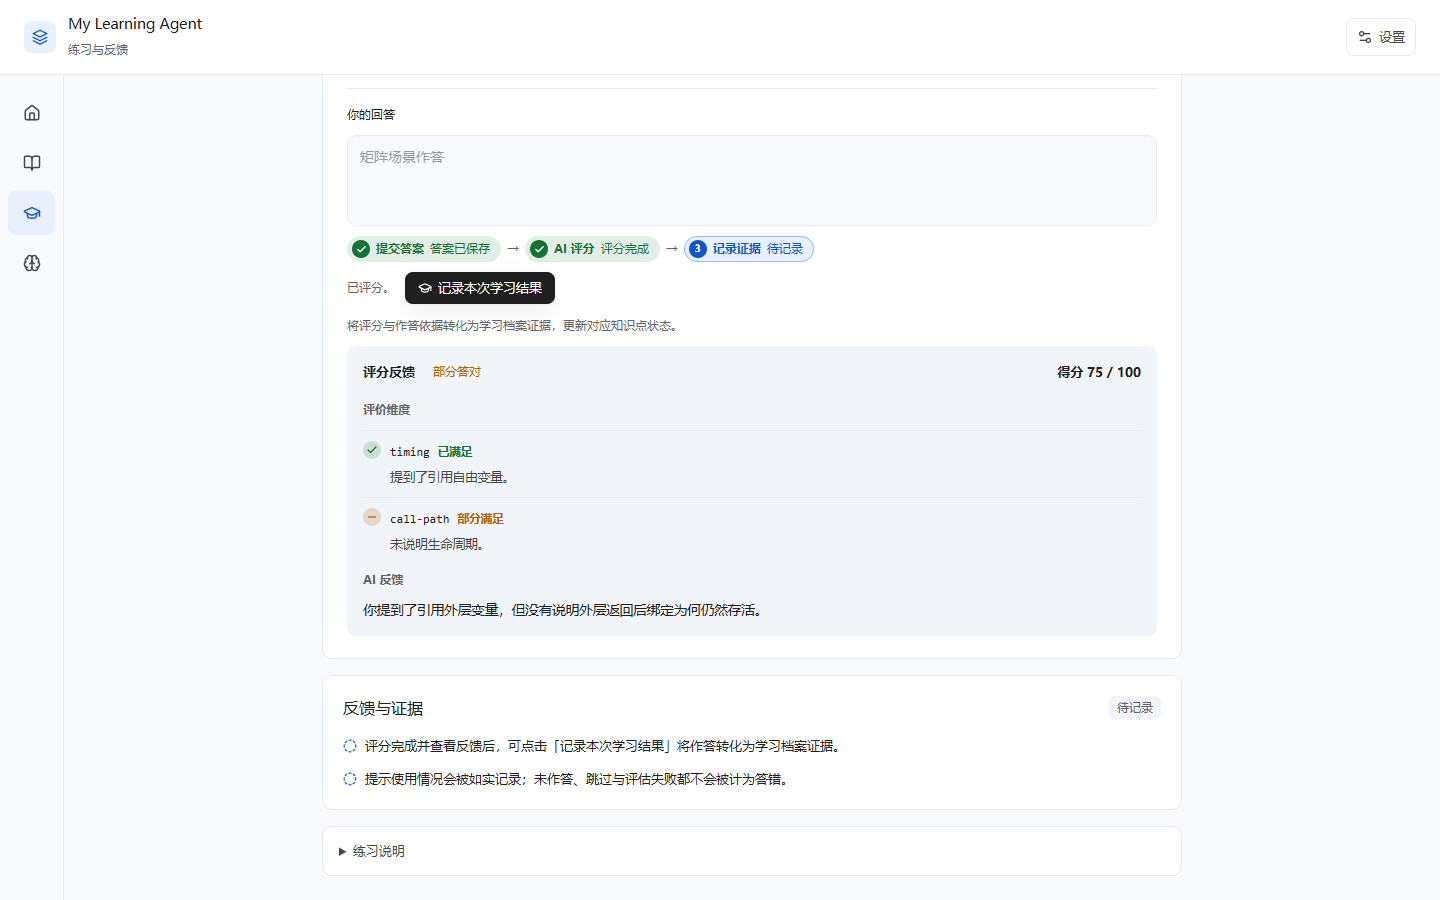 My Learning Agent
练习与反馈
设置
你的回答
矩阵场景作答
提交答案 答案已保存 → AI 评分 评分完成 → 3 记录证据 待记录
已评分。 记录本次学习结果
将评分与作答依据转化为学习档案证据，更新对应知识点状态。
评分反馈 部分答对 得分 75 / 100
评价维度
timing 已满足
提到了引用自由变量。
call-path 部分满足
未说明生命周期。
AI 反馈
你提到了引用外层变量，但没有说明外层返回后绑定为何仍然存活。
反馈与证据 待记录
评分完成并查看反馈后，可点击「记录本次学习结果」将作答转化为学习档案证据。
提示使用情况会被如实记录；未作答、跳过与评估失败都不会被计为答错。
练习说明